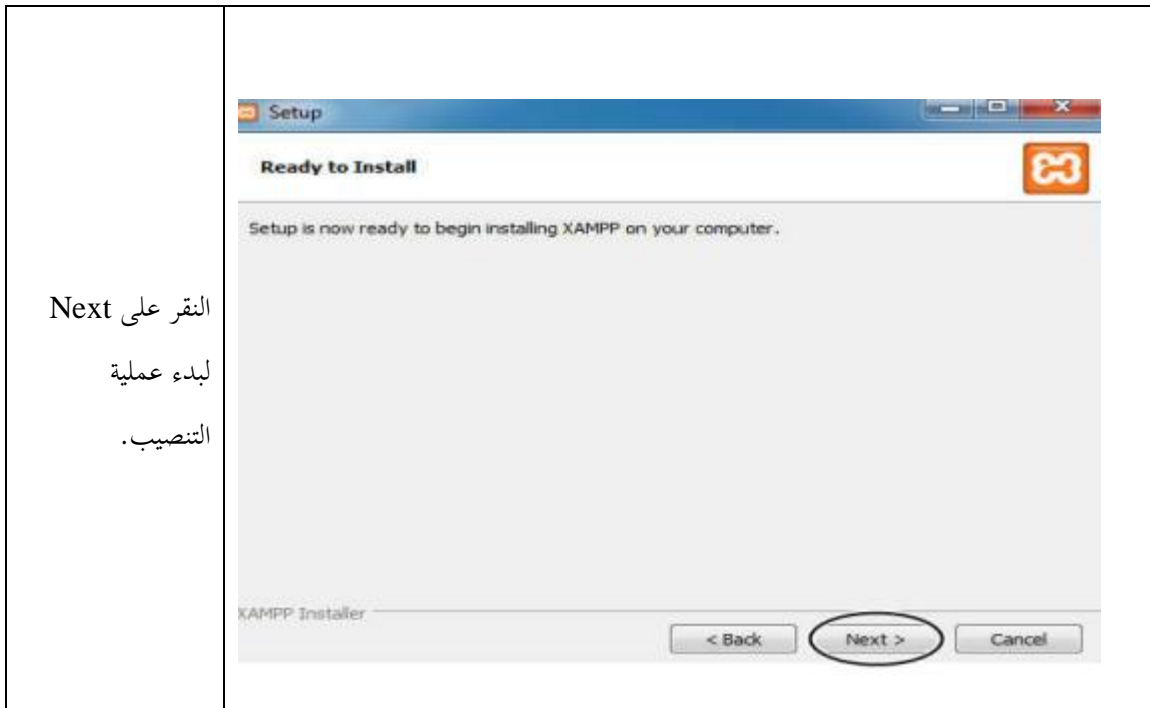 النقر على Next
لبدء عملية
التنصيب.
Setup
Ready to Install
Setup is now ready to begin installing XAMPP on your computer.
XAMPP Installer
< Back
Next >
Cancel